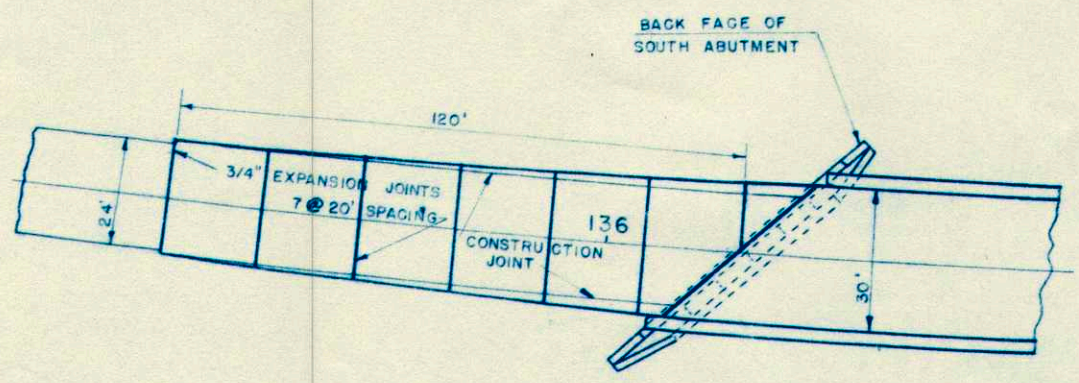 BACK FACE OF
SOUTH ABUTMENT
120'
3/4" EXPANSION JOINTS
7 @ 20' SPACING
24'
136'
CONSTRUCTION
JOINT
30'